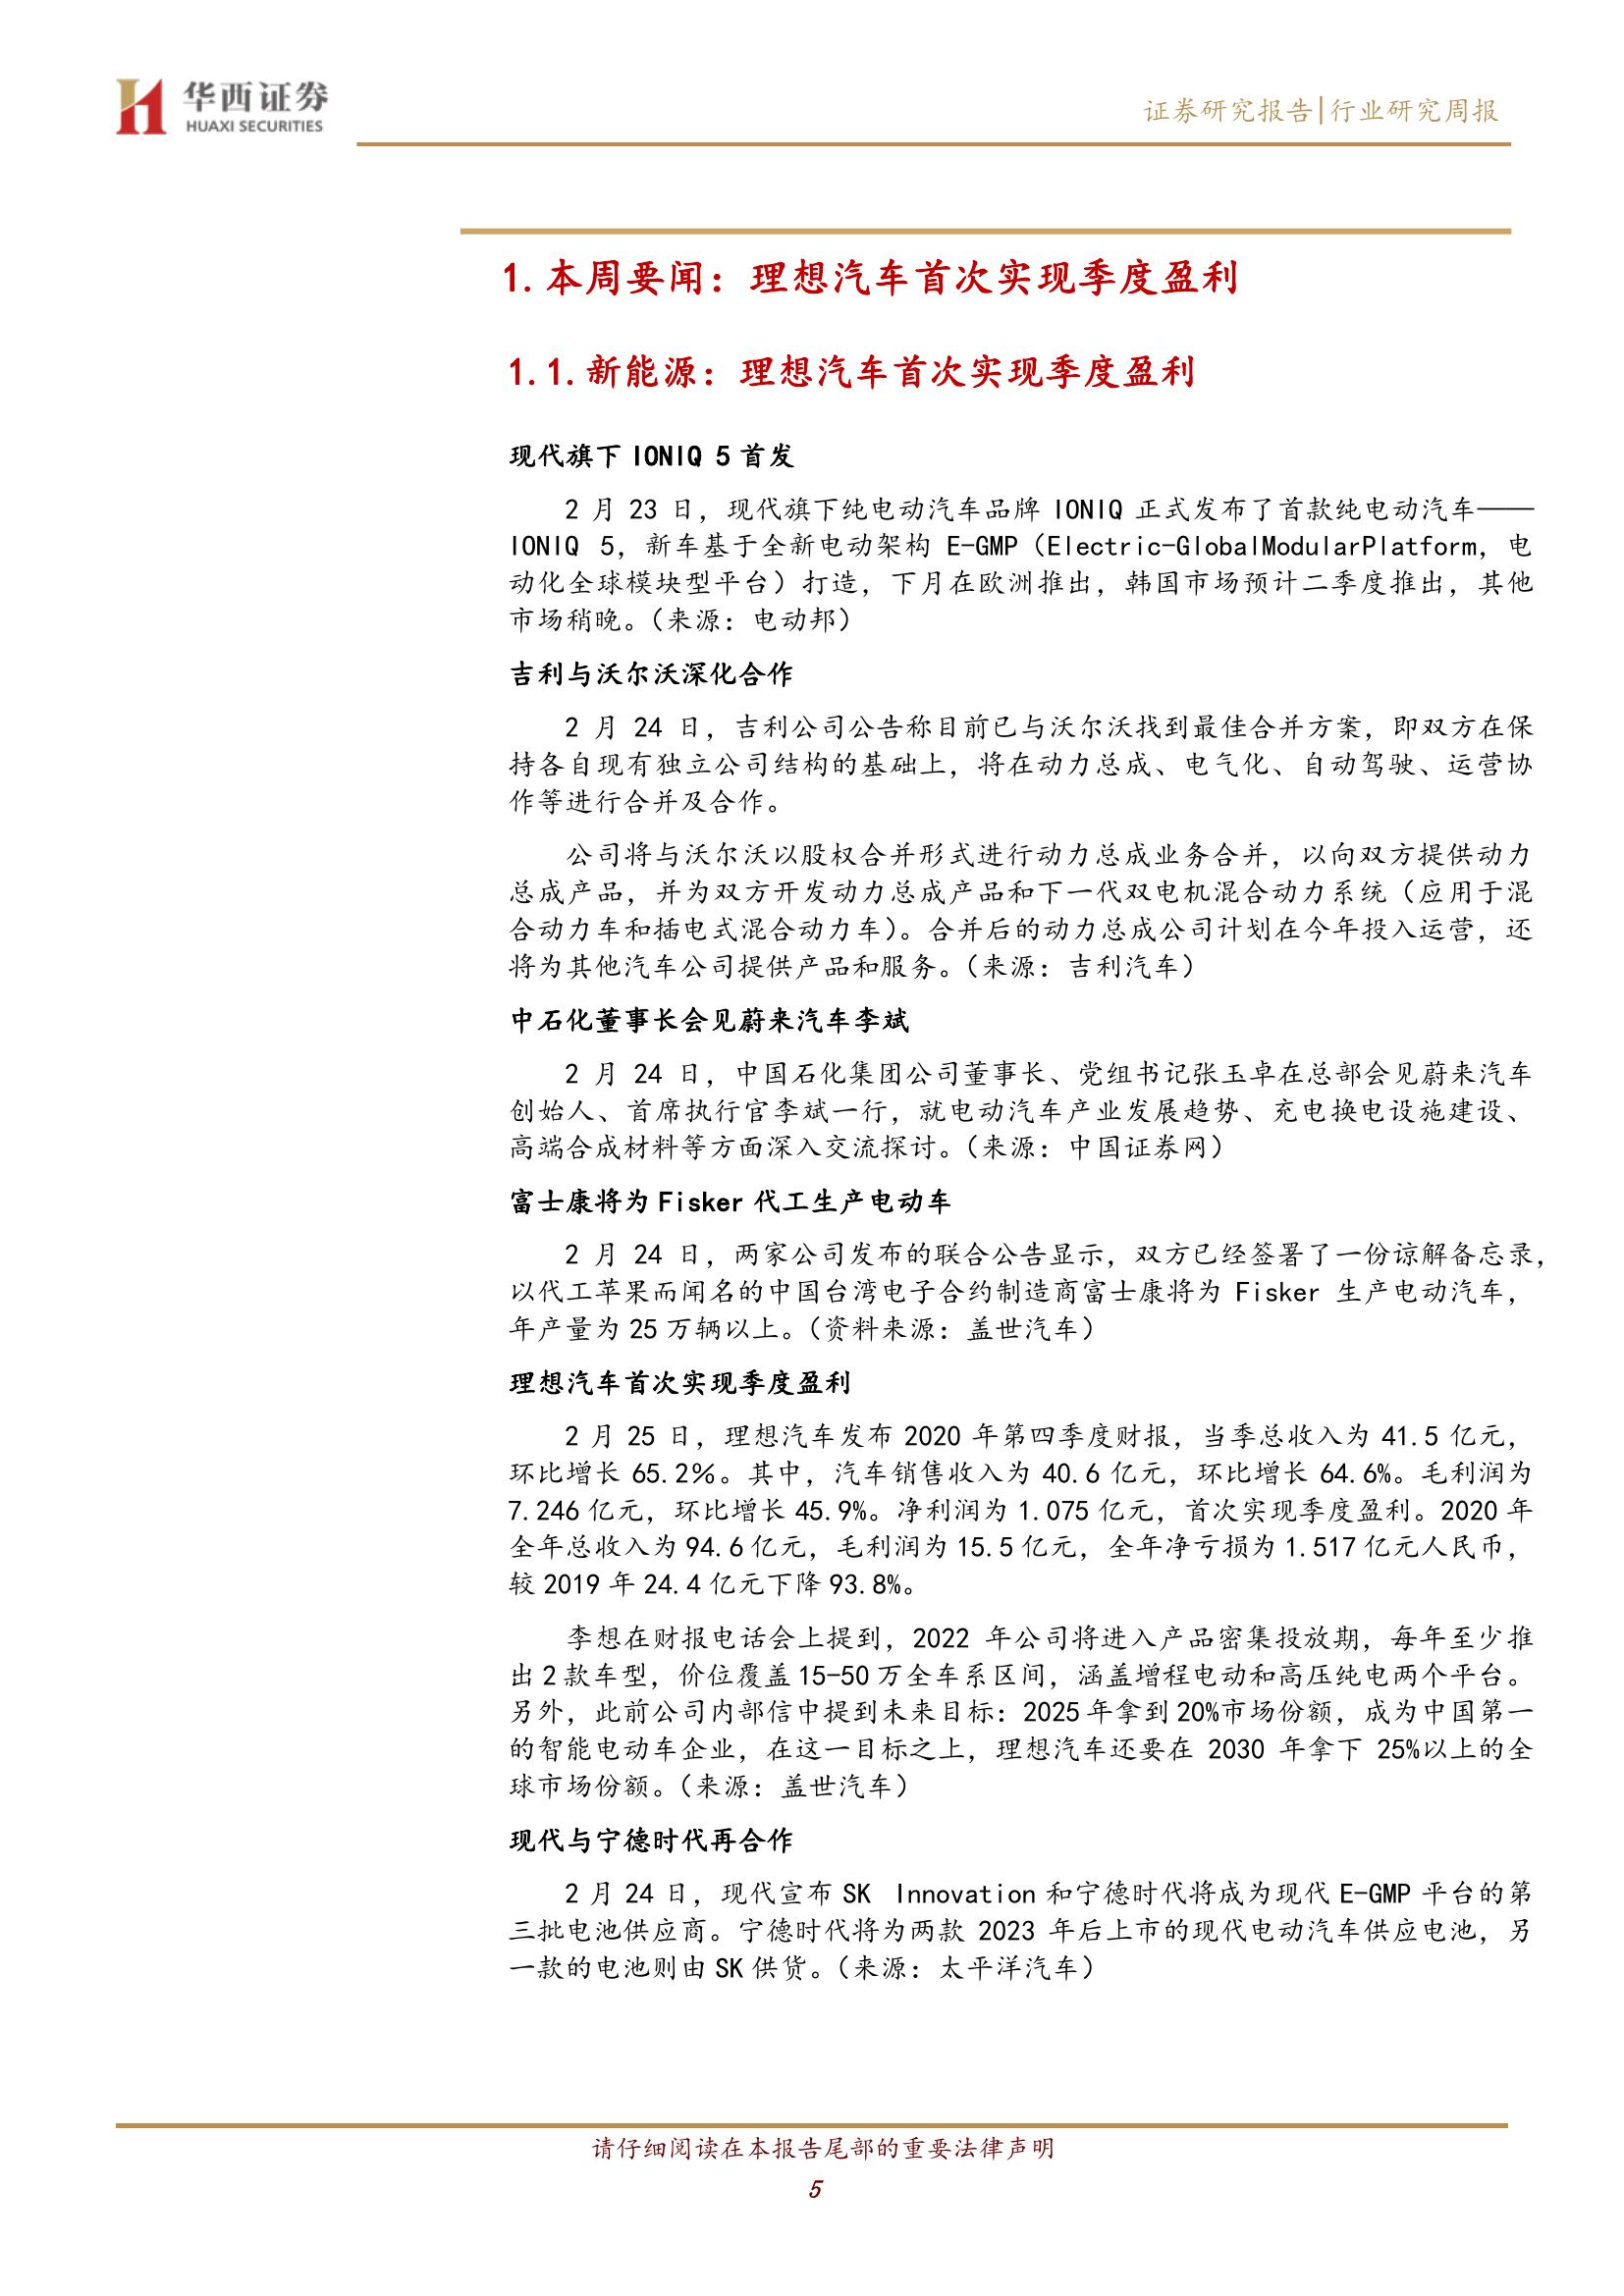 华西证券
HUAXI SECURITIES
证券研究报告|行业研究周报
1.本周要闻：理想汽车首次实现季度盈利
1.1.新能源：理想汽车首次实现季度盈利
现代旗下 IONIQ 5 首发
2 月 23 日，现代旗下纯电动汽车品牌 IONIQ 正式发布了首款纯电动汽车——
IONIQ 5，新车基于全新电动架构 E-GMP（Electric-GlobalModularPlatform，电
动化全球模块型平台）打造，下月在欧洲推出，韩国市场预计二季度推出，其他
市场稍晚。（来源：电动邦）
吉利与沃尔沃深化合作
2 月 24 日，吉利公司公告称目前已与沃尔沃找到最佳合并方案，即双方在保
持各自现有独立公司结构的基础上，将在动力总成、电气化、自动驾驶、运营协
作等进行合并及合作。
公司将与沃尔沃以股权合并形式进行动力总成业务合并，以向双方提供动力
总成产品，并为双方开发动力总成产品和下一代双电机混合动力系统（应用于混
合动力车和插电式混合动力车）。合并后的动力总成公司计划在今年投入运营，还
将为其他汽车公司提供产品和服务。（来源：吉利汽车）
中石化董事长会见蔚来汽车李斌
2 月 24 日，中国石化集团公司董事长、党组书记张玉卓在总部会见蔚来汽车
创始人、首席执行官李斌一行，就电动汽车产业发展趋势、充电换电设施建设、
高端合成材料等方面深入交流探讨。（来源：中国证券网）
富士康将为 Fisker 代工生产电动车
2 月 24 日，两家公司发布的联合公告显示，双方已经签署了一份谅解备忘录，
以代工苹果而闻名的中国台湾电子合约制造商富士康将为 Fisker 生产电动汽车，
年产量为 25 万辆以上。（资料来源：盖世汽车）
理想汽车首次实现季度盈利
2 月 25 日，理想汽车发布 2020 年第四季度财报，当季总收入为 41.5 亿元，
环比增长 65.2%。其中，汽车销售收入为 40.6 亿元，环比增长 64.6%。毛利润为
7.246 亿元，环比增长 45.9%。净利润为 1.075 亿元，首次实现季度盈利。2020 年
全年总收入为 94.6 亿元，毛利润为 15.5 亿元，全年净亏损为 1.517 亿元人民币，
较 2019 年 24.4 亿元下降 93.8%。
李想在财报电话会上提到，2022 年公司将进入产品密集投放期，每年至少推
出 2 款车型，价位覆盖 15-50 万全车系区间，涵盖增程电动和高压纯电两个平台。
另外，此前公司内部信中提到未来目标：2025 年拿到 20%市场份额，成为中国第一
的智能电动车企业，在这一目标之上，理想汽车还要在 2030 年拿下 25%以上的全
球市场份额。（来源：盖世汽车）
现代与宁德时代再合作
2 月 24 日，现代宣布 SK Innovation 和宁德时代将成为现代 E-GMP 平台的第
三批电池供应商。宁德时代将为两款 2023 年后上市的现代电动汽车供应电池，另
一款的电池则由 SK 供货。（来源：太平洋汽车）
请仔细阅读在本报告尾部的重要法律声明
5